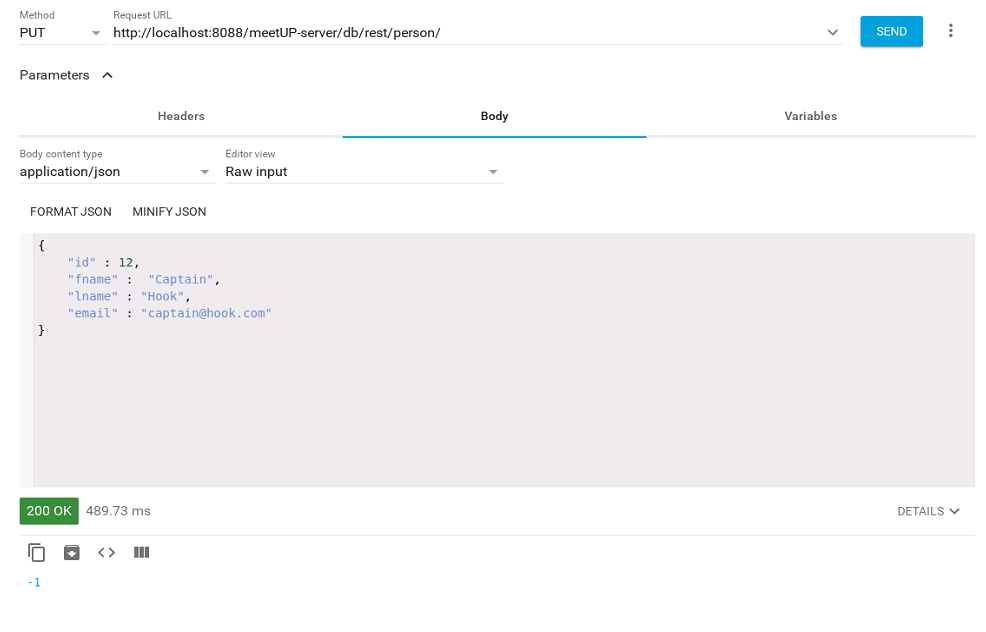 Method
Request URL
PUT
http://localhost:8088/meetUP-server/db/rest/person/
SEND
Parameters
Headers
Body
Variables
Body content type
Editor view
application/json
Raw input
FORMAT JSON
MINIFY JSON
{
    "id" : 12,
    "fname" :  "Captain",
    "lname" : "Hook",
    "email" : "captain@hook.com"
}
200 OK
489.73 ms
DETAILS
-1